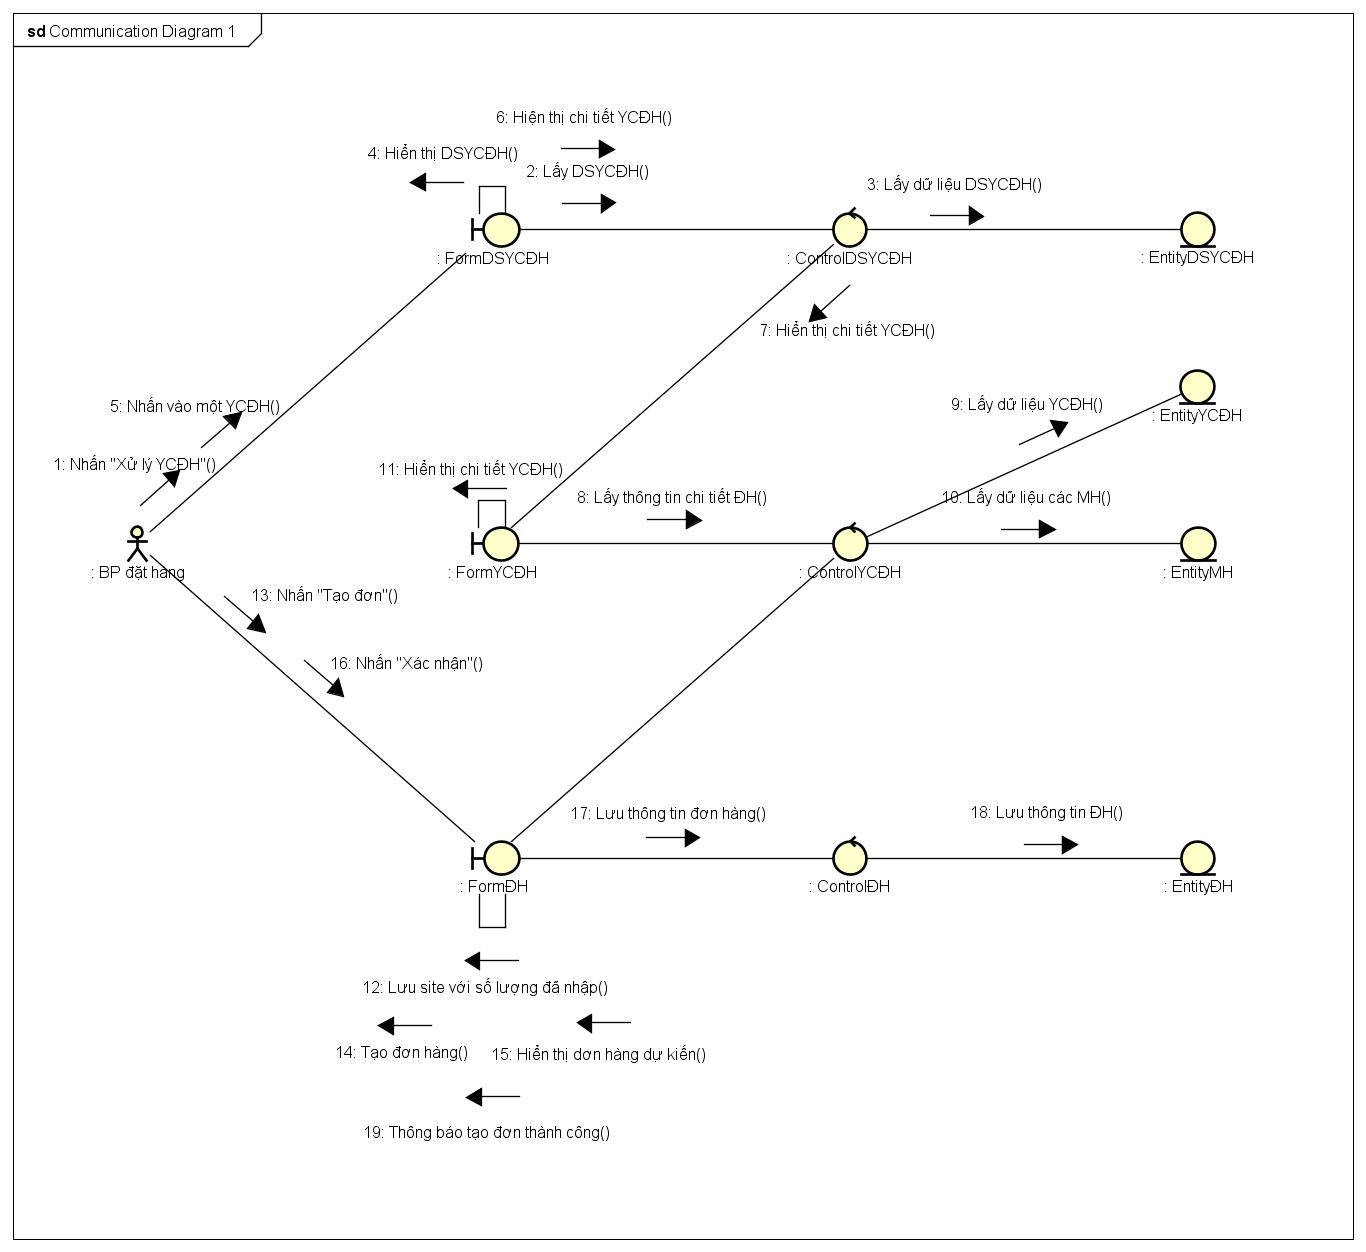 sd Communication Diagram 1
6: Hiện thị chi tiết YCĐH()
4: Hiển thị DSYCĐH()
2: Lấy DSYCĐH()
3: Lấy dữ liệu DSYCĐH()
: FormDSYCĐH
: ControlDSYCĐH
: EntityDSYCĐH
7: Hiển thị chi tiết YCĐH()
5: Nhấn vào một YCĐH()
9: Lấy dữ liệu YCĐH()
: EntityYCĐH
1: Nhấn "Xử lý YCĐH"()
11: Hiển thị chi tiết YCĐH()
8: Lấy thông tin chi tiết ĐH()
10: Lấy dữ liệu các MH()
: BP đặt hàng
: FormYCĐH
: ControlYCĐH
: EntityMH
13: Nhấn "Tạo đơn"()
16: Nhấn "Xác nhận"()
17: Lưu thông tin đơn hàng()
18: Lưu thông tin ĐH()
: FormĐH
: ControlĐH
: EntityĐH
12: Lưu site với số lượng đã nhập()
14: Tạo đơn hàng()
15: Hiển thị dơn hàng dự kiến()
19: Thông báo tạo đơn thành công()